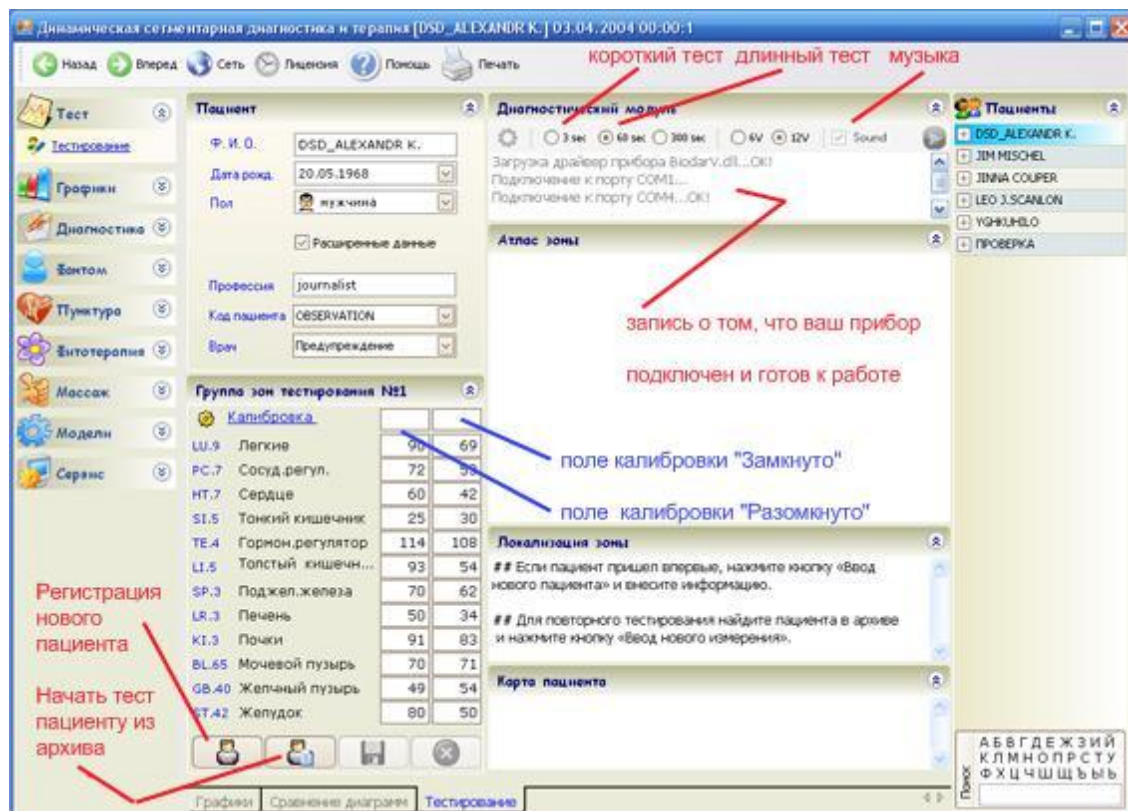 Динамическая сегментарная диагностика и терапия [DSD_ALEXANDR K.] 03.04.2004 00:00:1
Назад Вперед Сеть Лицензия Помощь Печать
короткий тест длинный тест музыка
Тест
Тестирование
Графики
Диагностика
Фантом
Пунктура
Фитотерапия
Массаж
Модели
Сервис
Пациент
Ф. И. О. DSD_ALEXANDR K.
Дата рожд. 20.05.1968
Пол мужчина
Расширенные данные
Профессия journalist
Код пациента OBSERVATION
Врач Предупреждение
Группа зон тестирования №1
Калибровка
LU.9 Легкие 90 69
PC.7 Сосуд.регул. 72 53
HT.7 Сердце 60 42
SI.5 Тонкий кишечник 25 30
TE.4 Гормон.регулятор 114 108
LI.5 Толстый кишечн... 93 54
SP.3 Поджел.железа 70 62
LR.3 Печень 50 34
KI.3 Почки 91 83
BL.65 Мочевой пузырь 70 71
GB.40 Желчный пузырь 49 54
ST.42 Желудок 80 50
Регистрация
нового
пациента
Начать тест
пациенту из
архива
Графики Сравнение диаграмм Тестирование
Диагностический модуль
3 sec 60 sec 300 sec 6V 12V Sound
Загрузка драйвер прибора BiodarV.dll...OK!
Подключение к порту COM1...
Подключение к порту COM4...OK!
Атлас зоны
запись о том, что ваш прибор
подключен и готов к работе
поле калибровки "Замкнуто"
поле калибровки "Разомкнуто"
Локализация зоны
## Если пациент пришел впервые, нажмите кнопку «Ввод
нового пациента» и внесите информацию.
## Для повторного тестирования найдите пациента в архиве
и нажмите кнопку «Ввод нового измерения».
Карта пациента
Пациенты
DSD_ALEXANDR K.
JIM MISCHEL
JINNA COUPER
LEO J.SCANLON
YGHKUHILO
ПРОВЕРКА
Поиск
АБВГДЕЖЗИЙ
КЛМНОПРСТУ
ФХЦЧШЩЪЫЬ